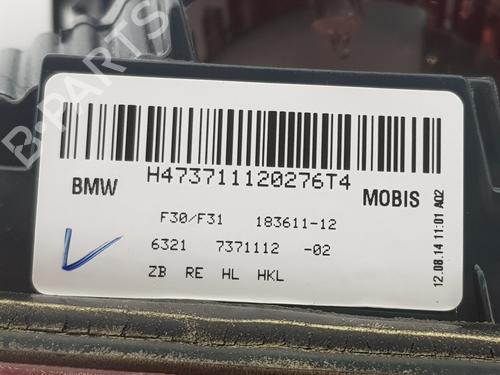 B-PARTS
H473711120276T4
BMW
MOBIS
F30/F31 183611-12
6321 7371112 -02
ZB RE HL HKL
12.08.14 11:01 A02